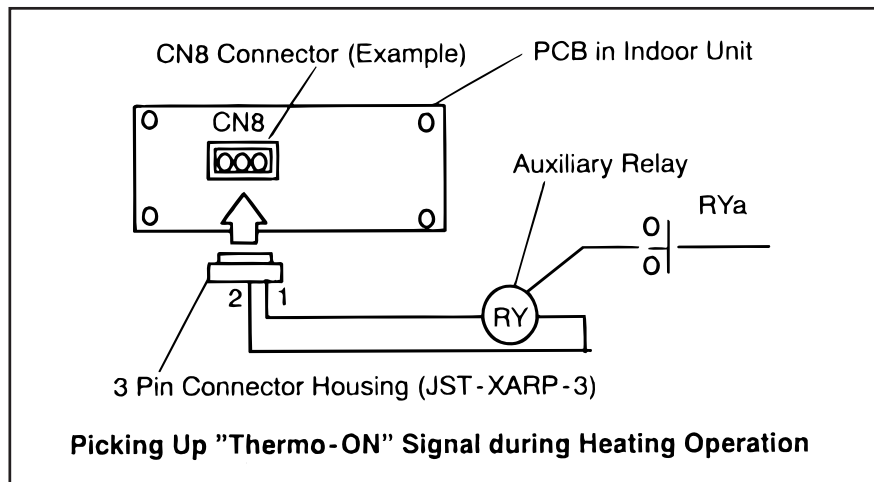 CN8 Connector (Example)
PCB in Indoor Unit
CN8
Auxiliary Relay
RYa
2 1
RY
3 Pin Connector Housing (JST-XARP-3)
Picking Up "Thermo-ON" Signal during Heating Operation